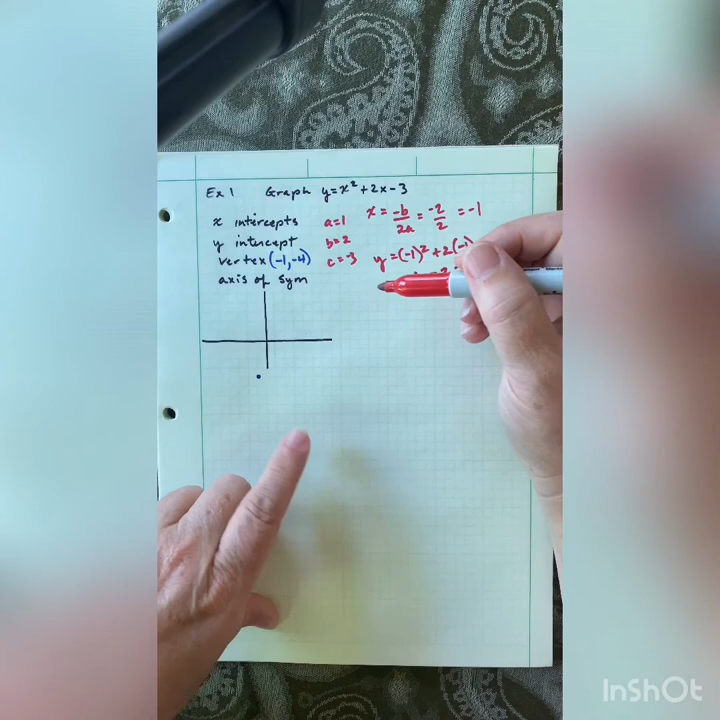 Ex 1 Graph y=x²+2x-3
x intercepts a=1 x = -b/2a = -2/2 = -1
y intercept b=2
vertex (-1,-4) c=-3 y=(-1)²+2(-1)
axis of sym
InShOt